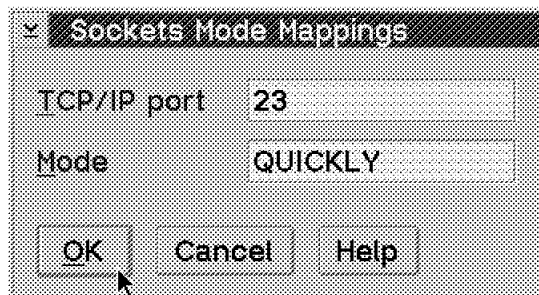 Sockets Mode Mappings
TCP/IP port 23
Mode QUICKLY
OK Cancel Help